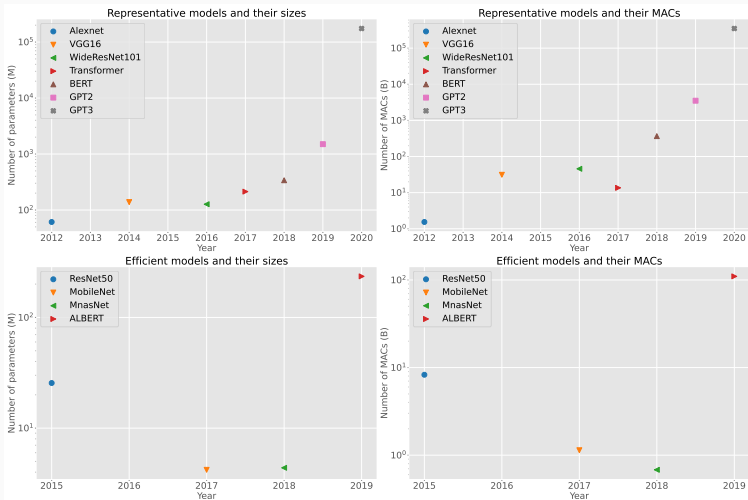 Representative models and their sizes
Number of parameters (M)
10^5
10^4
10^3
10^2
Alexnet
VGG16
WideResNet101
Transformer
BERT
GPT2
GPT3
2012 2013 2014 2015 2016 2017 2018 2019 2020
Year
Representative models and their MACs
Number of MACs (B)
10^5
10^4
10^3
10^2
10^1
10^0
Alexnet
VGG16
WideResNet101
Transformer
BERT
GPT2
GPT3
2012 2013 2014 2015 2016 2017 2018 2019 2020
Year
Efficient models and their sizes
Number of parameters (M)
10^2
10^1
ResNet50
MobileNet
MnasNet
ALBERT
2015 2016 2017 2018 2019
Year
Efficient models and their MACs
Number of MACs (B)
10^2
10^1
10^0
ResNet50
MobileNet
MnasNet
ALBERT
2015 2016 2017 2018 2019
Year